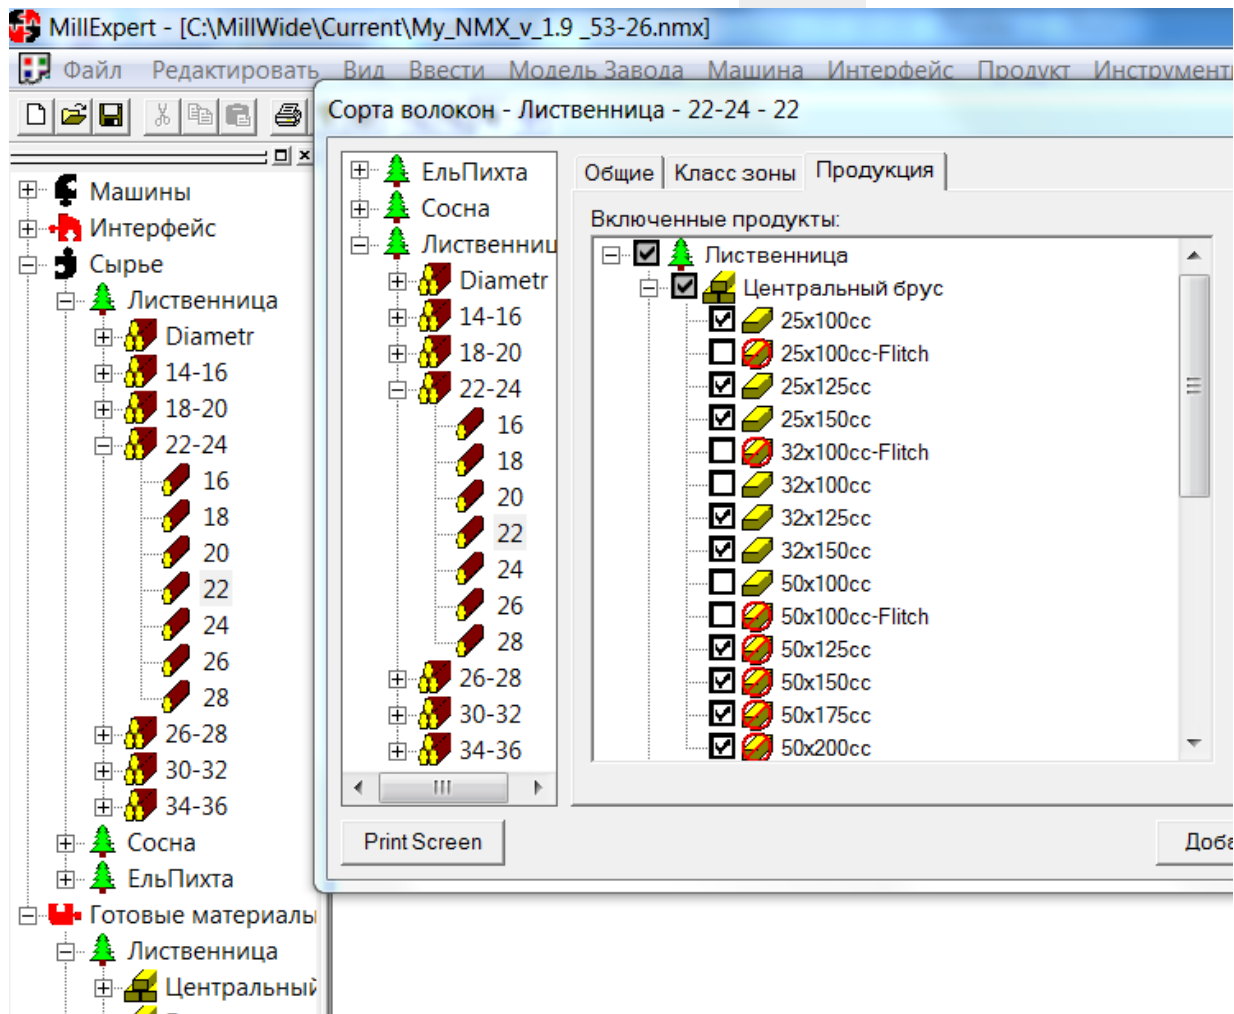 MillExpert - [C:\MillWide\Current\My_NMX_v_1.9 _53-26.nmx]
Файл Редактировать Вид Ввести Модель Завода Машина Интерфейс Продукт Инструмент
Сорта волокон - Лиственница - 22-24 - 22
Машины
Интерфейс
Сырье
Лиственница
Diametr
14-16
18-20
22-24
16
18
20
22
24
26
28
26-28
30-32
34-36
Сосна
ЕльПихта
Готовые материалы
Лиственница
Центральный
ЕльПихта
Сосна
Лиственниц
Diametr
14-16
18-20
22-24
16
18
20
22
24
26
28
26-28
30-32
34-36
Общие Класс зоны Продукция
Включенные продукты:
Лиственница
Центральный брус
25x100cc
25x100cc-Flitch
25x125cc
25x150cc
32x100cc-Flitch
32x100cc
32x125cc
32x150cc
50x100cc
50x100cc-Flitch
50x125cc
50x150cc
50x175cc
50x200cc
Print Screen
Доба